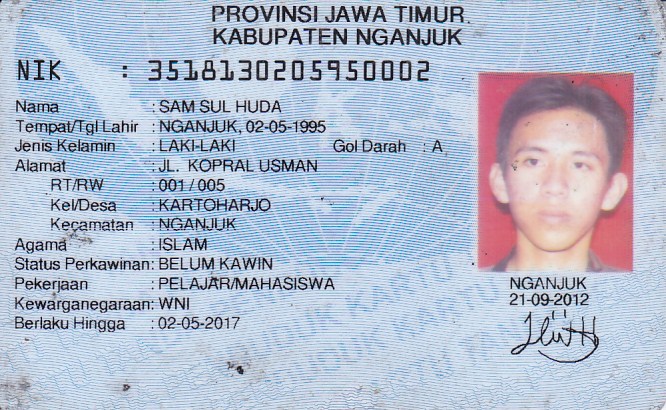 PROVINSI JAWA TIMUR
KABUPATEN NGANJUK
NIK : 3518130205950002
Nama : SAM SUL HUDA
Tempat/Tgl Lahir : NGANJUK, 02-05-1995
Jenis Kelamin : LAKI-LAKI Gol Darah : A
Alamat : JL. KOPRAL USMAN
RT/RW : 001 / 005
Kel/Desa : KARTOHARJO
Kecamatan : NGANJUK
Agama : ISLAM
Status Perkawinan: BELUM KAWIN
Pekerjaan : PELAJAR/MAHASISWA
Kewarganegaraan: WNI
Berlaku Hingga : 02-05-2017
NGANJUK
21-09-2012